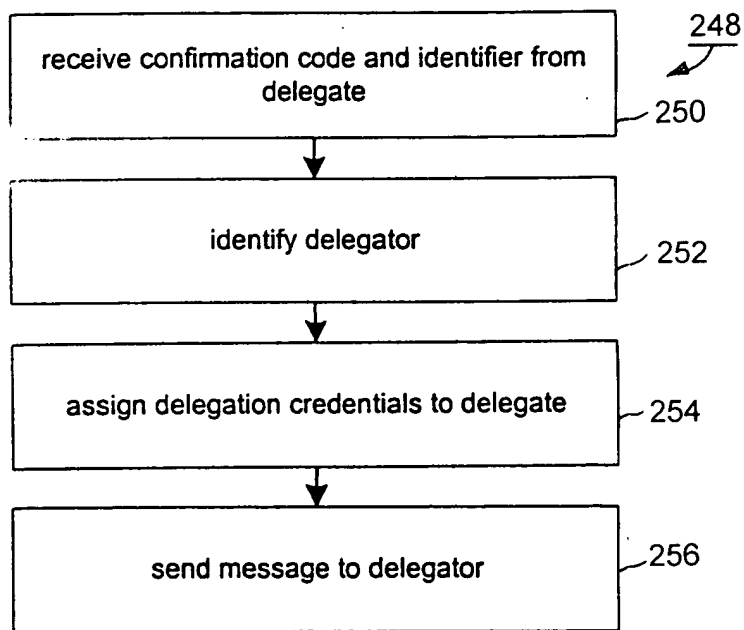 248
receive confirmation code and identifier from
delegate
250
identify delegator
252
assign delegation credentials to delegate
254
send message to delegator
256